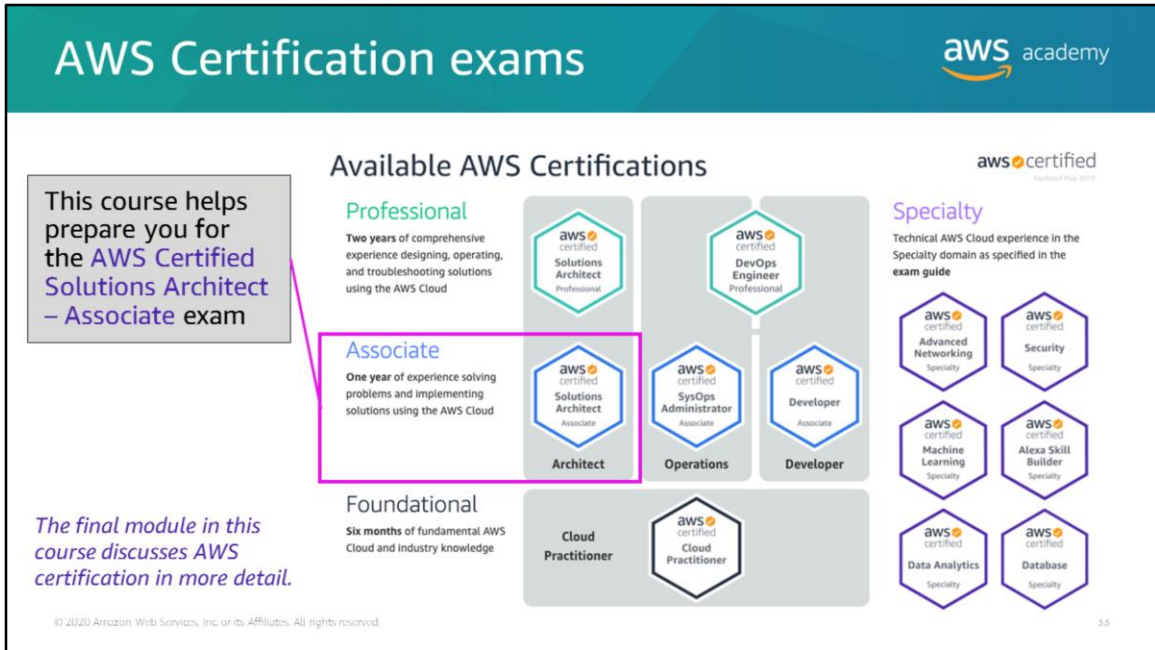 AWS Certification exams
aws academy
This course helps
prepare you for
the AWS Certified
Solutions Architect
– Associate exam
The final module in this
course discusses AWS
certification in more detail.
Available AWS Certifications
aws certified
Updated May 2019
Professional
Two years of comprehensive
experience designing, operating,
and troubleshooting solutions
using the AWS Cloud
aws
certified
Solutions
Architect
Professional
aws
certified
DevOps
Engineer
Professional
Associate
One year of experience solving
problems and implementing
solutions using the AWS Cloud
aws
certified
Solutions
Architect
Associate
aws
certified
SysOps
Administrator
Associate
aws
certified
Developer
Associate
Architect
Operations
Developer
Foundational
Six months of fundamental AWS
Cloud and industry knowledge
Cloud
Practitioner
aws
certified
Cloud
Practitioner
Specialty
Technical AWS Cloud experience in the
Specialty domain as specified in the
exam guide
aws
certified
Advanced
Networking
Specialty
aws
certified
Security
Specialty
aws
certified
Machine
Learning
Specialty
aws
certified
Alexa Skill
Builder
Specialty
aws
certified
Data Analytics
Specialty
aws
certified
Database
Specialty
© 2020 Amazon Web Services, Inc. or its Affiliates. All rights reserved.
33